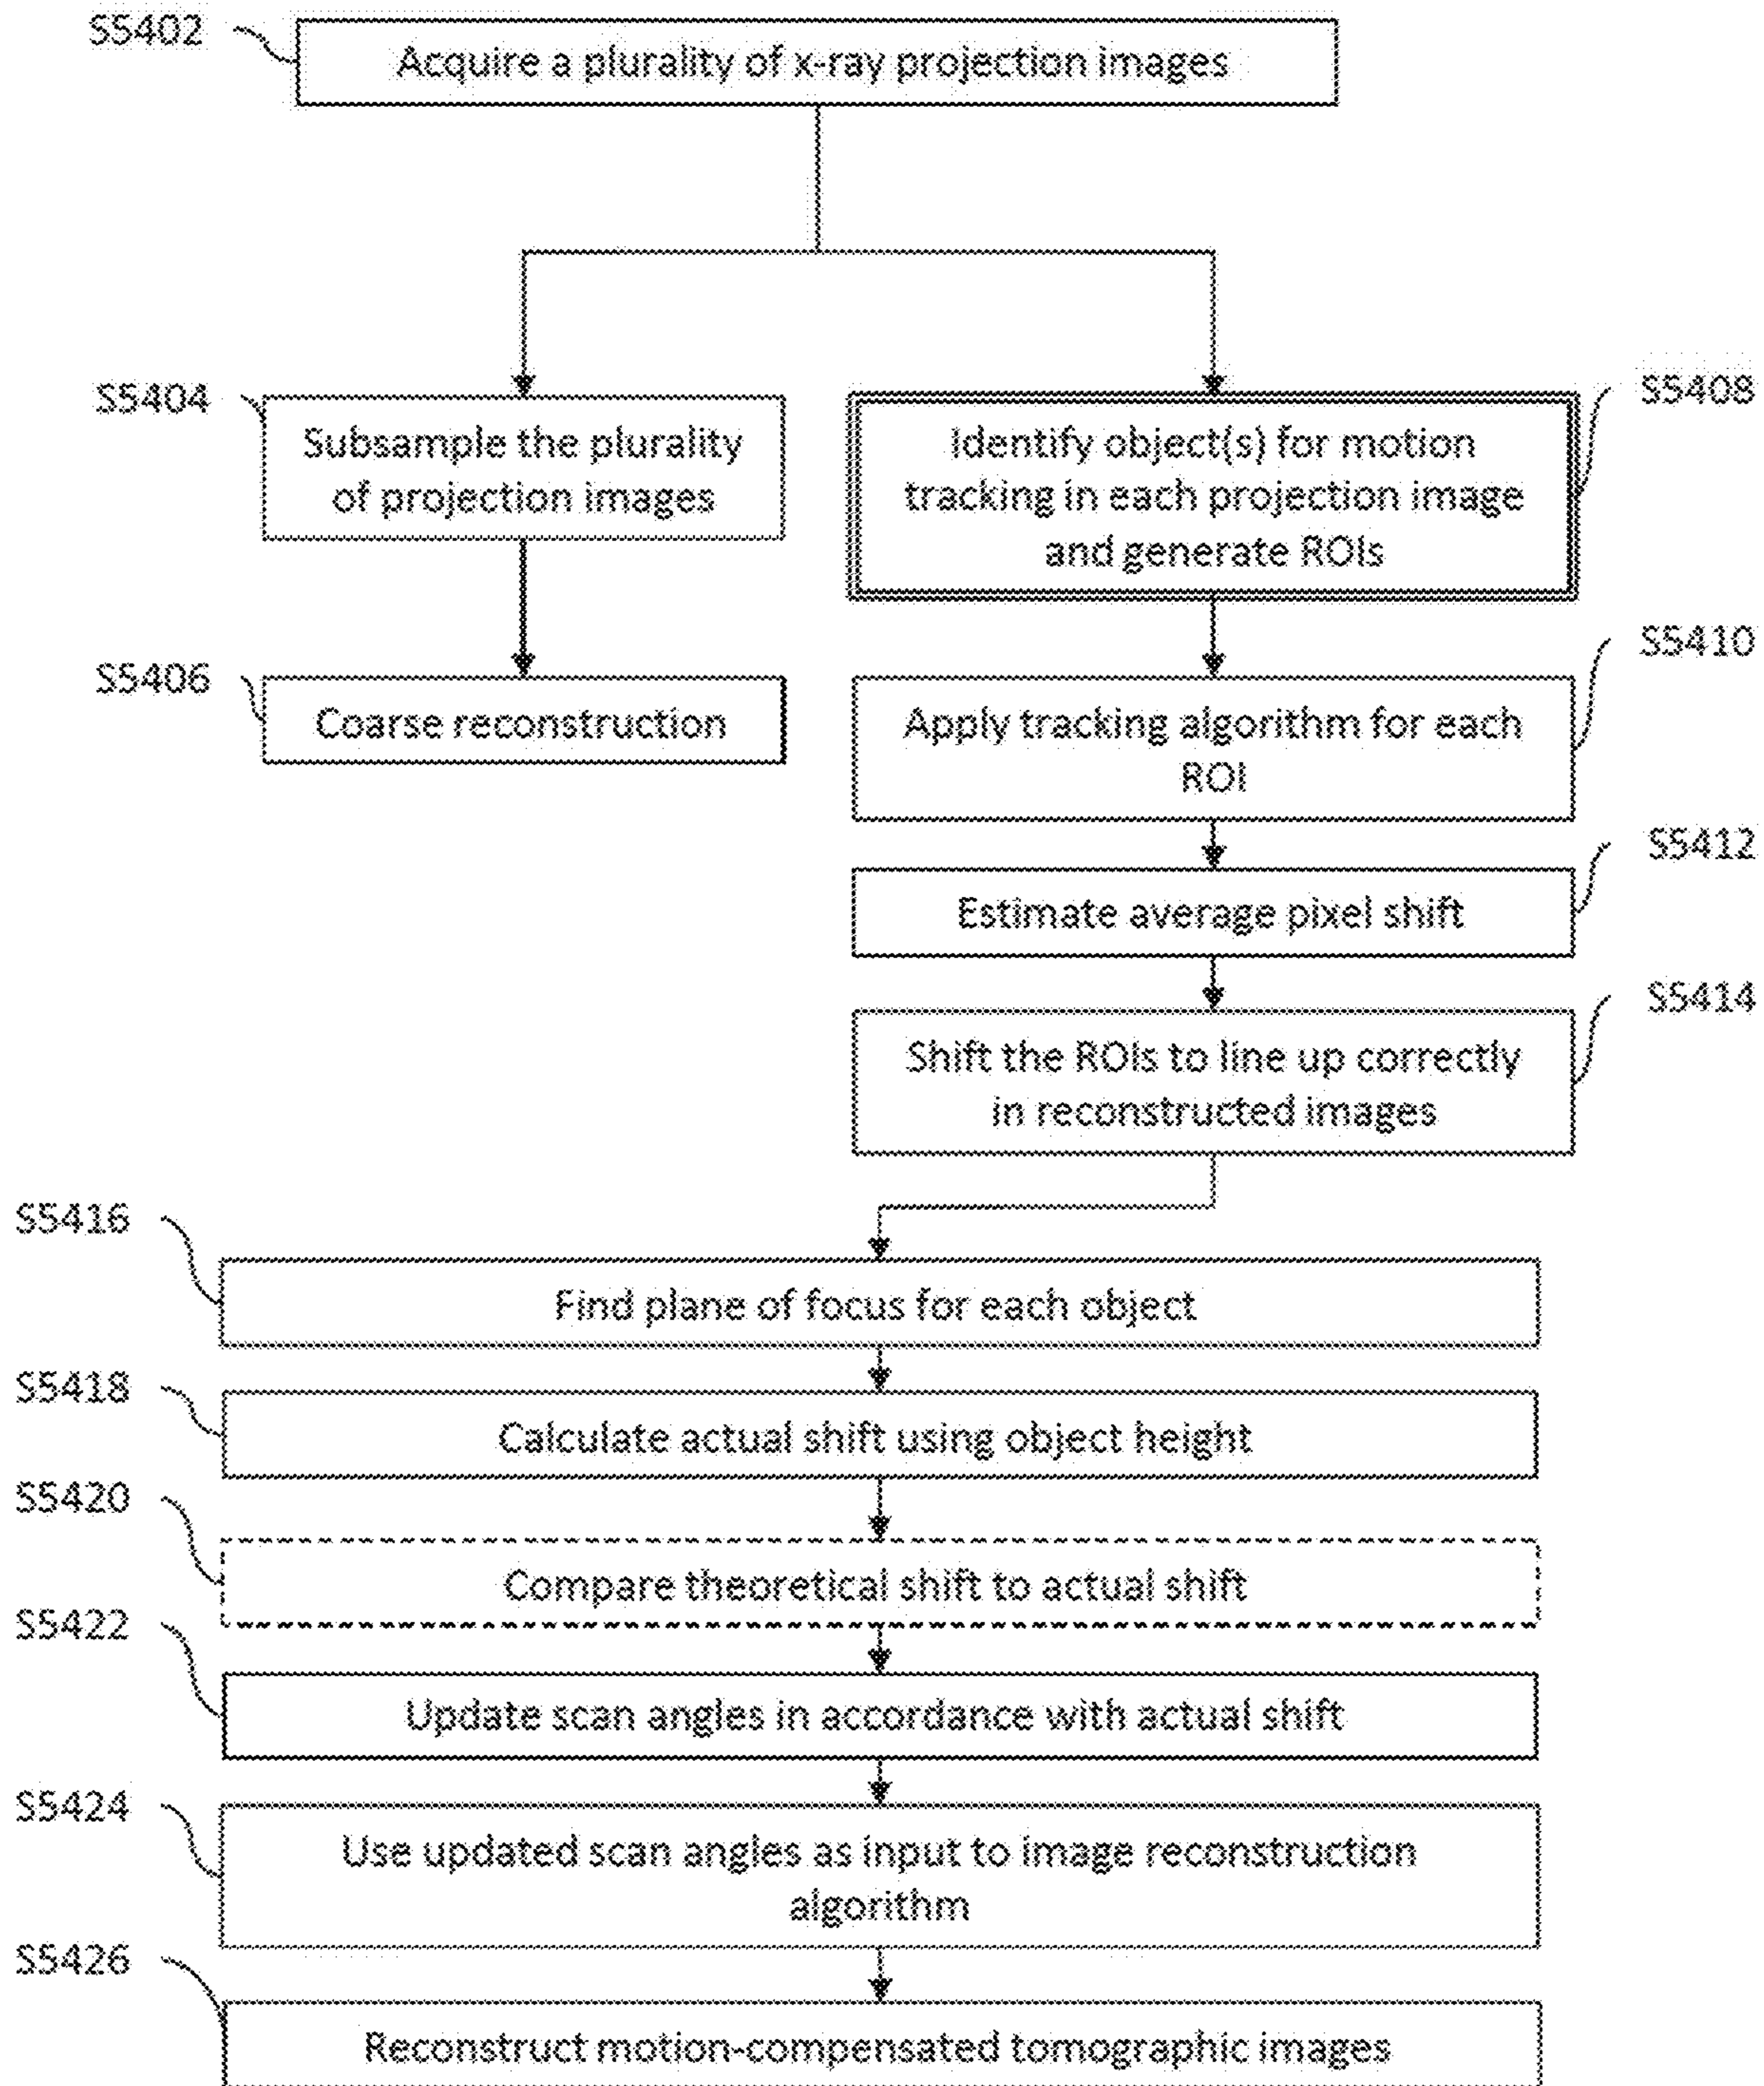 S5402
Acquire a plurality of x-ray projection images
S5404
Subsample the plurality
of projection images
S5406
Coarse reconstruction
S5408
Identify object(s) for motion
tracking in each projection image
and generate ROIs
S5410
Apply tracking algorithm for each
ROI
S5412
Estimate average pixel shift
S5414
Shift the ROIs to line up correctly
in reconstructed images
S5416
Find plane of focus for each object
S5418
Calculate actual shift using object height
S5420
Compare theoretical shift to actual shift
S5422
Update scan angles in accordance with actual shift
S5424
Use updated scan angles as input to image reconstruction
algorithm
S5426
Reconstruct motion-compensated tomographic images